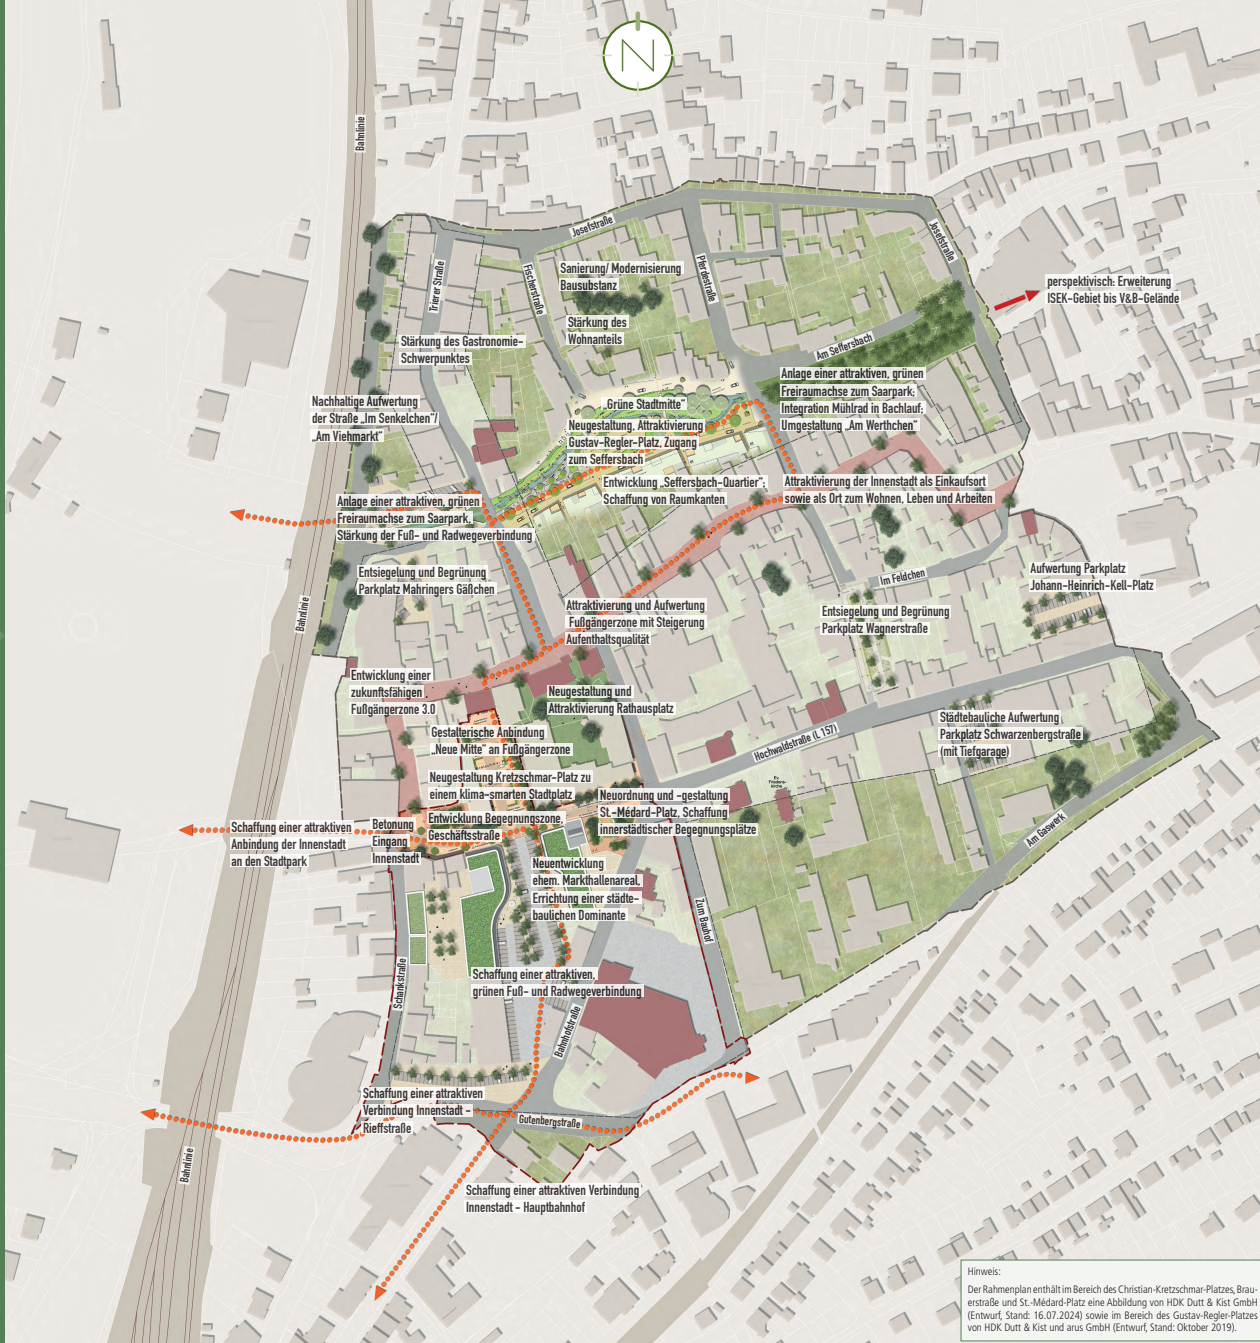 N
Bahnlinie
Josefstraße
Josefstraße
Trierer Straße
Fischerstraße
Pferdestraße
Sanierung/ Modernisierung
Bausubstanz
perspektivisch: Erweiterung
ISEK-Gebiet bis V&B-Gelände
Stärkung des
Wohnanteils
Stärkung des Gastronomie-
Schwerpunktes
Am Seffersbach
Anlage einer attraktiven, grünen
Freiraumachse zum Saarpark;
Integration Mühlrad in Bachlauf;
Umgestaltung „Am Werthchen“
Nachhaltige Aufwertung
der Straße „Im Senkelchen“/
„Am Viehmarkt“
„Grüne Stadtmitte“
Neugestaltung, Attraktivierung
Gustav-Regler-Platz, Zugang
zum Seffersbach
Entwicklung „Seffersbach-Quartier“:
Schaffung von Raumkanten
Attraktivierung der Innenstadt als Einkaufsort
sowie als Ort zum Wohnen, Leben und Arbeiten
Anlage einer attraktiven, grünen
Freiraumachse zum Saarpark,
Stärkung der Fuß- und Radwegeverbindung
Entsiegelung und Begrünung
Parkplatz Mahringers Gäßchen
Im Feldchen
Aufwertung Parkplatz
Johann-Heinrich-Kell-Platz
Bahnlinie
Attraktivierung und Aufwertung
Fußgängerzone mit Steigerung
Aufenthaltsqualität
Entsiegelung und Begrünung
Parkplatz Wagnerstraße
Entwicklung einer
zukunftsfähigen
Fußgängerzone 3.0
Neugestaltung und
Attraktivierung Rathausplatz
Städtebauliche Aufwertung
Parkplatz Schwarzenbergstraße
(mit Tiefgarage)
Gestalterische Anbindung
„Neue Mitte“ an Fußgängerzone
Hochwaldstraße (L 157)
Neugestaltung Kretzschmar-Platz zu
einem klima-smarten Stadtplatz
Ev.
Friedens-
kirche
Neuordnung und -gestaltung
St.-Médard-Platz, Schaffung
innerstädtischer Begegnungsplätze
Entwicklung Begegnungszone,
Geschäftsstraße
Betonung
Eingang
Innenstadt
Schaffung einer attraktiven
Anbindung der Innenstadt
an den Stadtpark
Am Gaswerk
Neuentwicklung
ehem. Markthallenareal,
Errichtung einer städte-
baulichen Dominante
Zum Bauhof
Schankstraße
Schaffung einer attraktiven,
grünen Fuß- und Radwegeverbindung
Bahnhofstraße
Schaffung einer attraktiven
Verbindung Innenstadt -
Rieffstraße
Gutenbergstraße
Bahnlinie
Schaffung einer attraktiven Verbindung
Innenstadt - Hauptbahnhof
Hinweis:
Der Rahmenplan enthält im Bereich des Christian-Kretzschmar-Platzes, Brau-
erstraße und St.-Médard-Platz eine Abbildung von HDK Dutt & Kist GmbH
(Entwurf, Stand: 16.07.2024) sowie im Bereich des Gustav-Regler-Platzes
von HDK Dutt & Kist und arus GmbH (Entwurf, Stand: Oktober 2019).